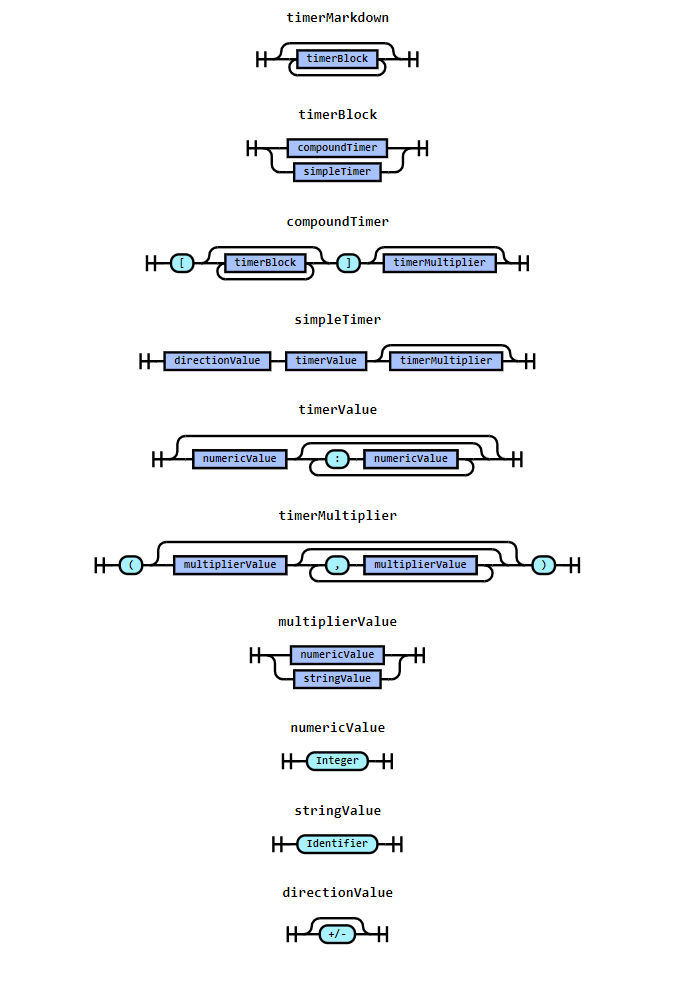 timerMarkdown
timerBlock
timerBlock
compoundTimer
simpleTimer
compoundTimer
[ timerBlock ] timerMultiplier
simpleTimer
directionValue timerValue timerMultiplier
timerValue
numericValue : numericValue
timerMultiplier
( multiplierValue , multiplierValue )
multiplierValue
numericValue
stringValue
numericValue
Integer
stringValue
Identifier
directionValue
+/-